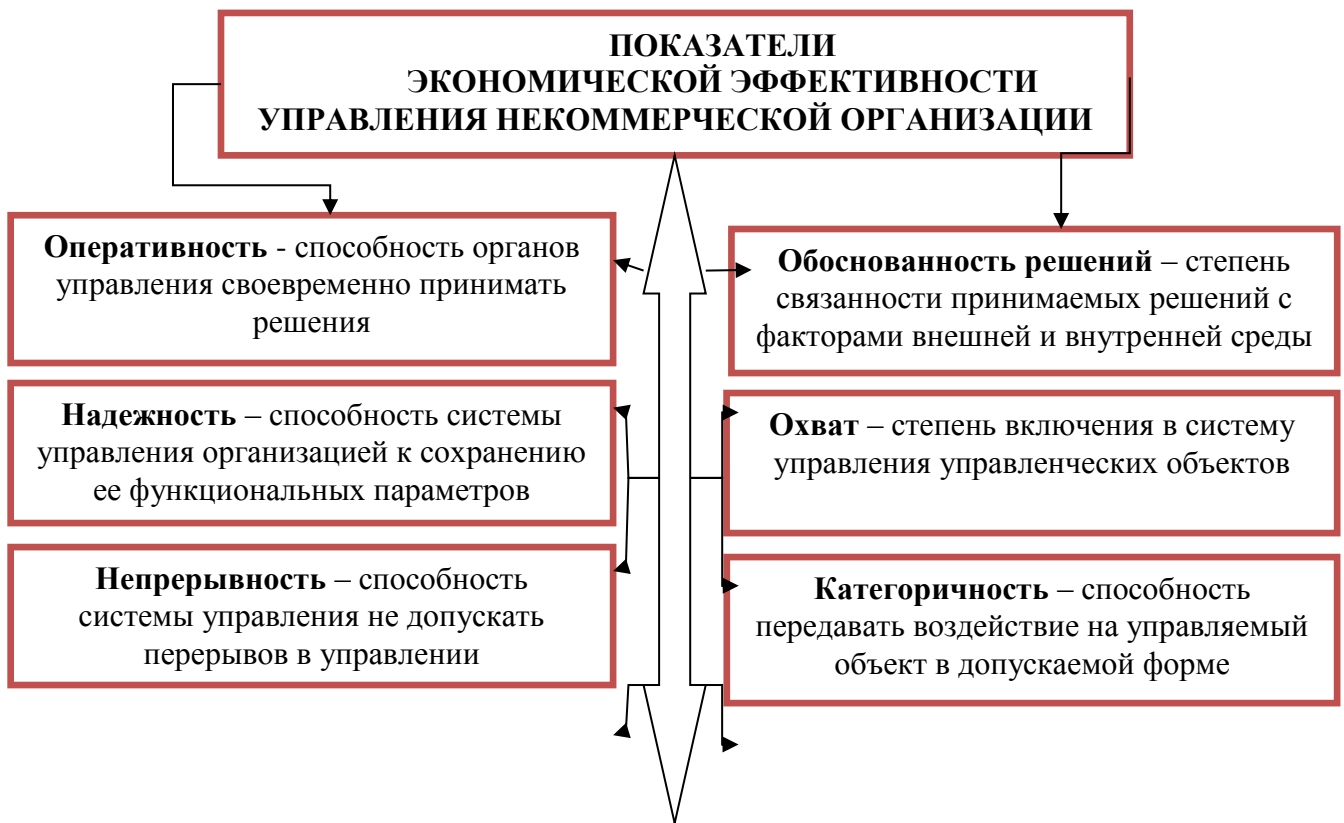 ПОКАЗАТЕЛИ
ЭКОНОМИЧЕСКОЙ ЭФФЕКТИВНОСТИ
УПРАВЛЕНИЯ НЕКОММЕРЧЕСКОЙ ОРГАНИЗАЦИИ
Оперативность - способность органов
управления своевременно принимать
решения
Обоснованность решений – степень
связанности принимаемых решений с
факторами внешней и внутренней среды
Надежность – способность системы
управления организацией к сохранению
ее функциональных параметров
Охват – степень включения в систему
управления управленческих объектов
Непрерывность – способность
системы управления не допускать
перерывов в управлении
Категоричность – способность
передавать воздействие на управляемый
объект в допускаемой форме